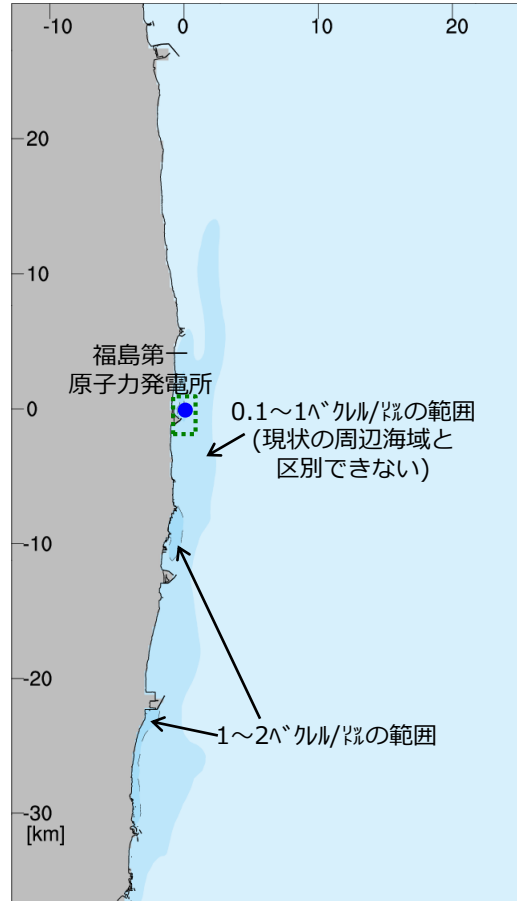 -10 0 10 20
20
10
福島第一
原子力発電所
0
0.1～1ﾍﾞｸﾚﾙ/㍑の範囲
(現状の周辺海域と
区別できない)
-10
-20
1～2ﾍﾞｸﾚﾙ/㍑の範囲
-30
[km]